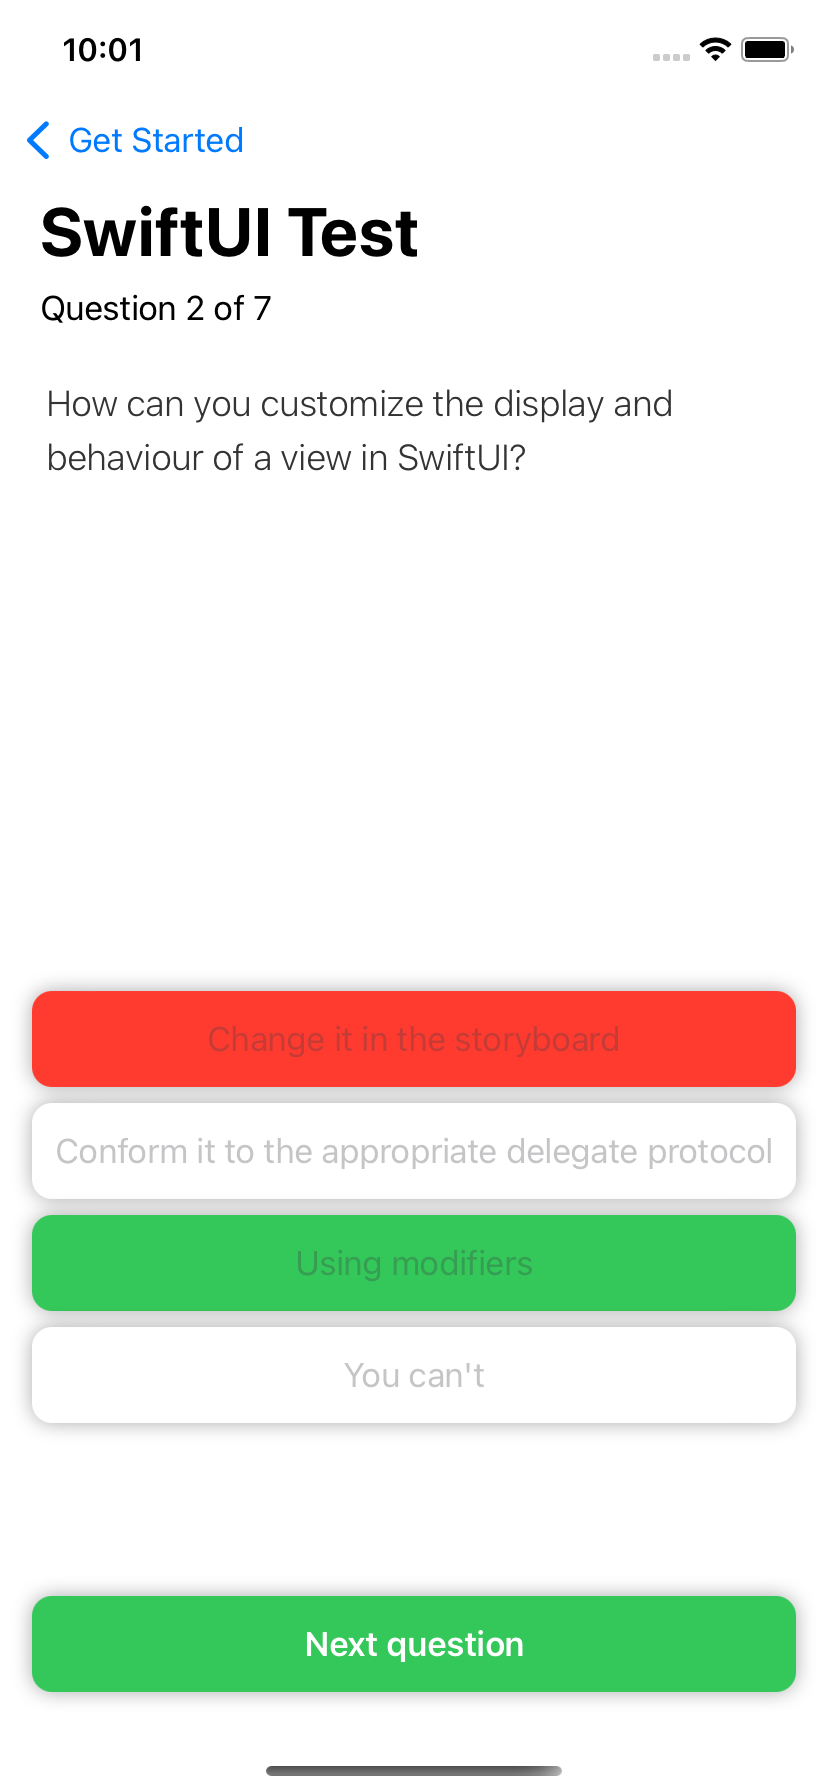 10:01
Get Started
SwiftUI Test
Question 2 of 7
How can you customize the display and
behaviour of a view in SwiftUI?
Change it in the storyboard
Conform it to the appropriate delegate protocol
Using modifiers
You can't
Next question